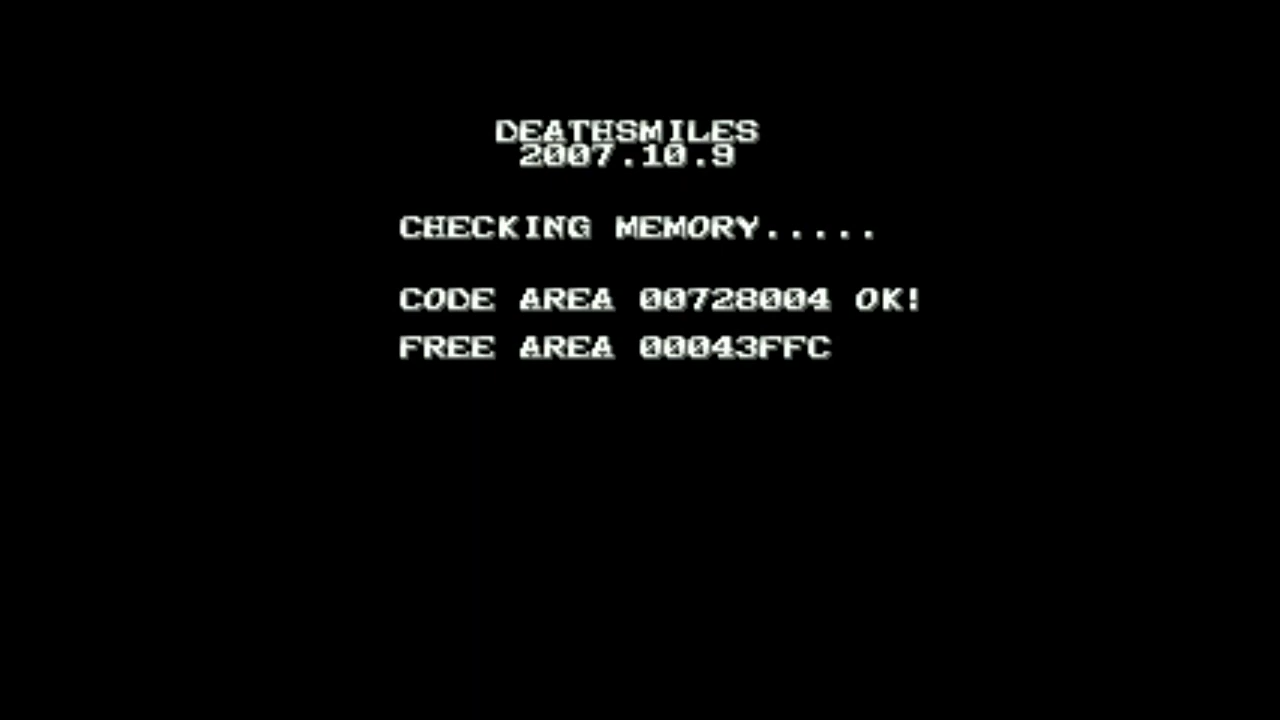 DEATHSMILES
2007.10.9
CHECKING MEMORY.....
CODE AREA 00728004 OK!
FREE AREA 00043FFC